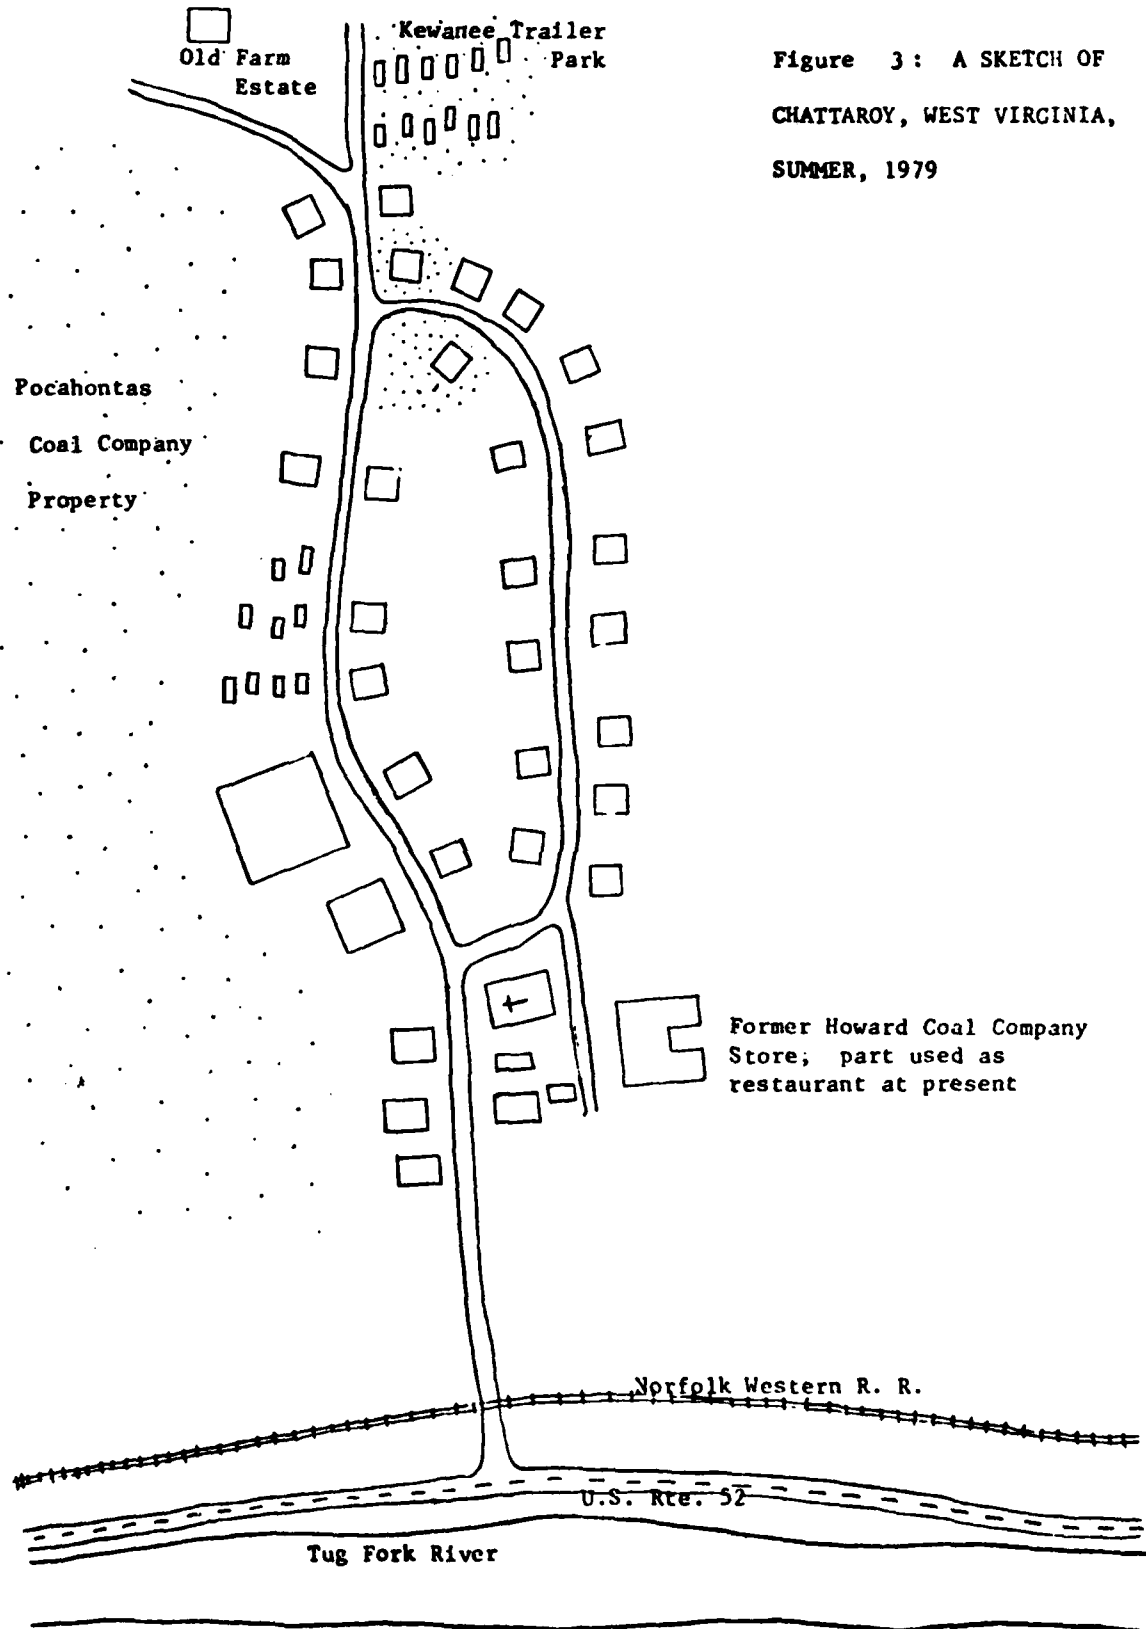 Old Farm
Estate
Kewanee Trailer
Park
Figure 3: A SKETCH OF
CHATTAROY, WEST VIRGINIA,
SUMMER, 1979
Pocahontas
Coal Company
Property
Former Howard Coal Company
Store; part used as
restaurant at present
Norfolk Western R. R.
U.S. Rte. 52
Tug Fork River